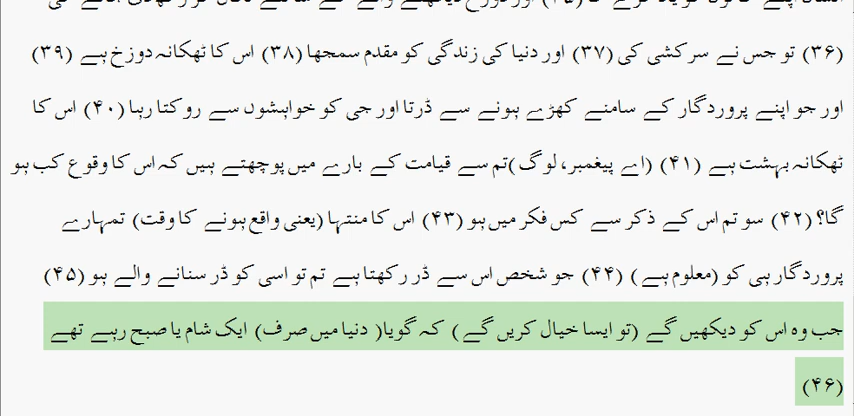 (۳۶) تو جس نے سرکشی کی (۳۷) اور دنیا کی زندگی کو مقدم سمجھا (۳۸) اس کا ٹھکانہ دوزخ ہے (۳۹)
اور جو اپنے پروردگار کے سامنے کھڑے ہونے سے ڈرتا اور جی کو خواہشوں سے روکتا رہا (۴۰) اس کا
ٹھکانہ بہشت ہے (۴۱) (اے پیغمبر، لوگ)تم سے قیامت کے بارے میں پوچھتے ہیں کہ اس کا وقوع کب ہو
گا؟ (۴۲) سو تم اس کے ذکر سے کس فکر میں ہو (۴۳) اس کا منتہا (یعنی واقع ہونے کا وقت) تمہارے
پروردگار ہی کو (معلوم ہے) (۴۴) جو شخص اس سے ڈر رکھتا ہے تم تو اسی کو ڈر سنانے والے ہو (۴۵)
جب وہ اس کو دیکھیں گے (تو ایسا خیال کریں گے) کہ گویا( دنیا میں صرف) ایک شام یا صبح رہے تھے
(۴۶)